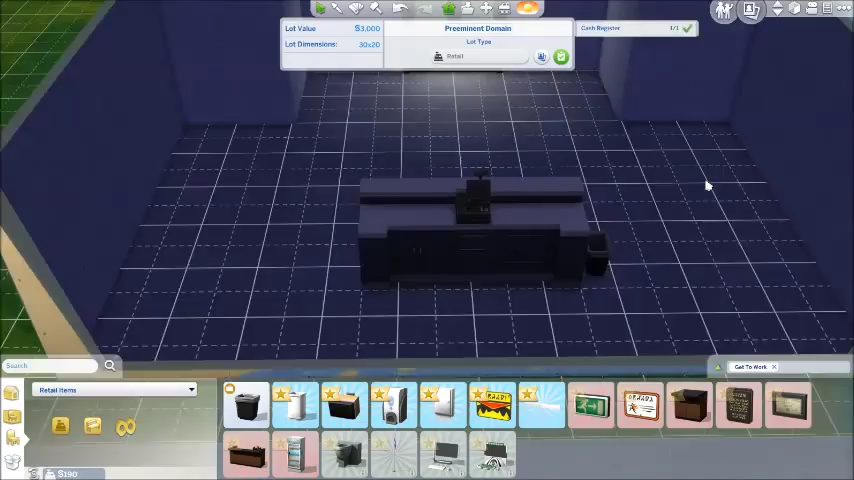 Lot Value
$3,000
Lot Dimensions:
30x20
Preeminent Domain
Lot Type
Retail
Cash Register
1/1
Search
Get To Work
Retail Items
$190